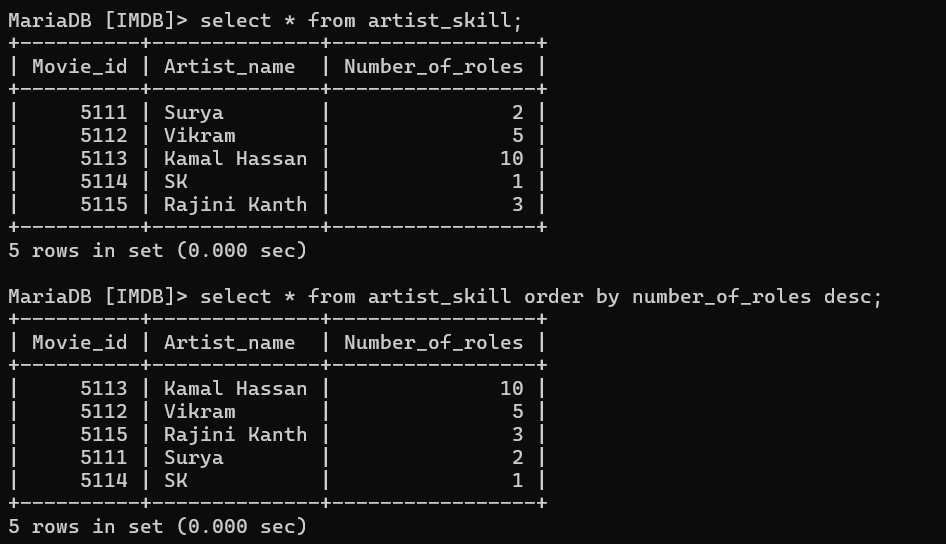 MariaDB [IMDB]> select * from artist_skill;
+----------+--------------+-----------------+
| Movie_id | Artist_name  | Number_of_roles |
+----------+--------------+-----------------+
|     5111 | Surya        |               2 |
|     5112 | Vikram       |               5 |
|     5113 | Kamal Hassan |              10 |
|     5114 | SK           |               1 |
|     5115 | Rajini Kanth |               3 |
+----------+--------------+-----------------+
5 rows in set (0.000 sec)

MariaDB [IMDB]> select * from artist_skill order by number_of_roles desc;
+----------+--------------+-----------------+
| Movie_id | Artist_name  | Number_of_roles |
+----------+--------------+-----------------+
|     5113 | Kamal Hassan |              10 |
|     5112 | Vikram       |               5 |
|     5115 | Rajini Kanth |               3 |
|     5111 | Surya        |               2 |
|     5114 | SK           |               1 |
+----------+--------------+-----------------+
5 rows in set (0.000 sec)